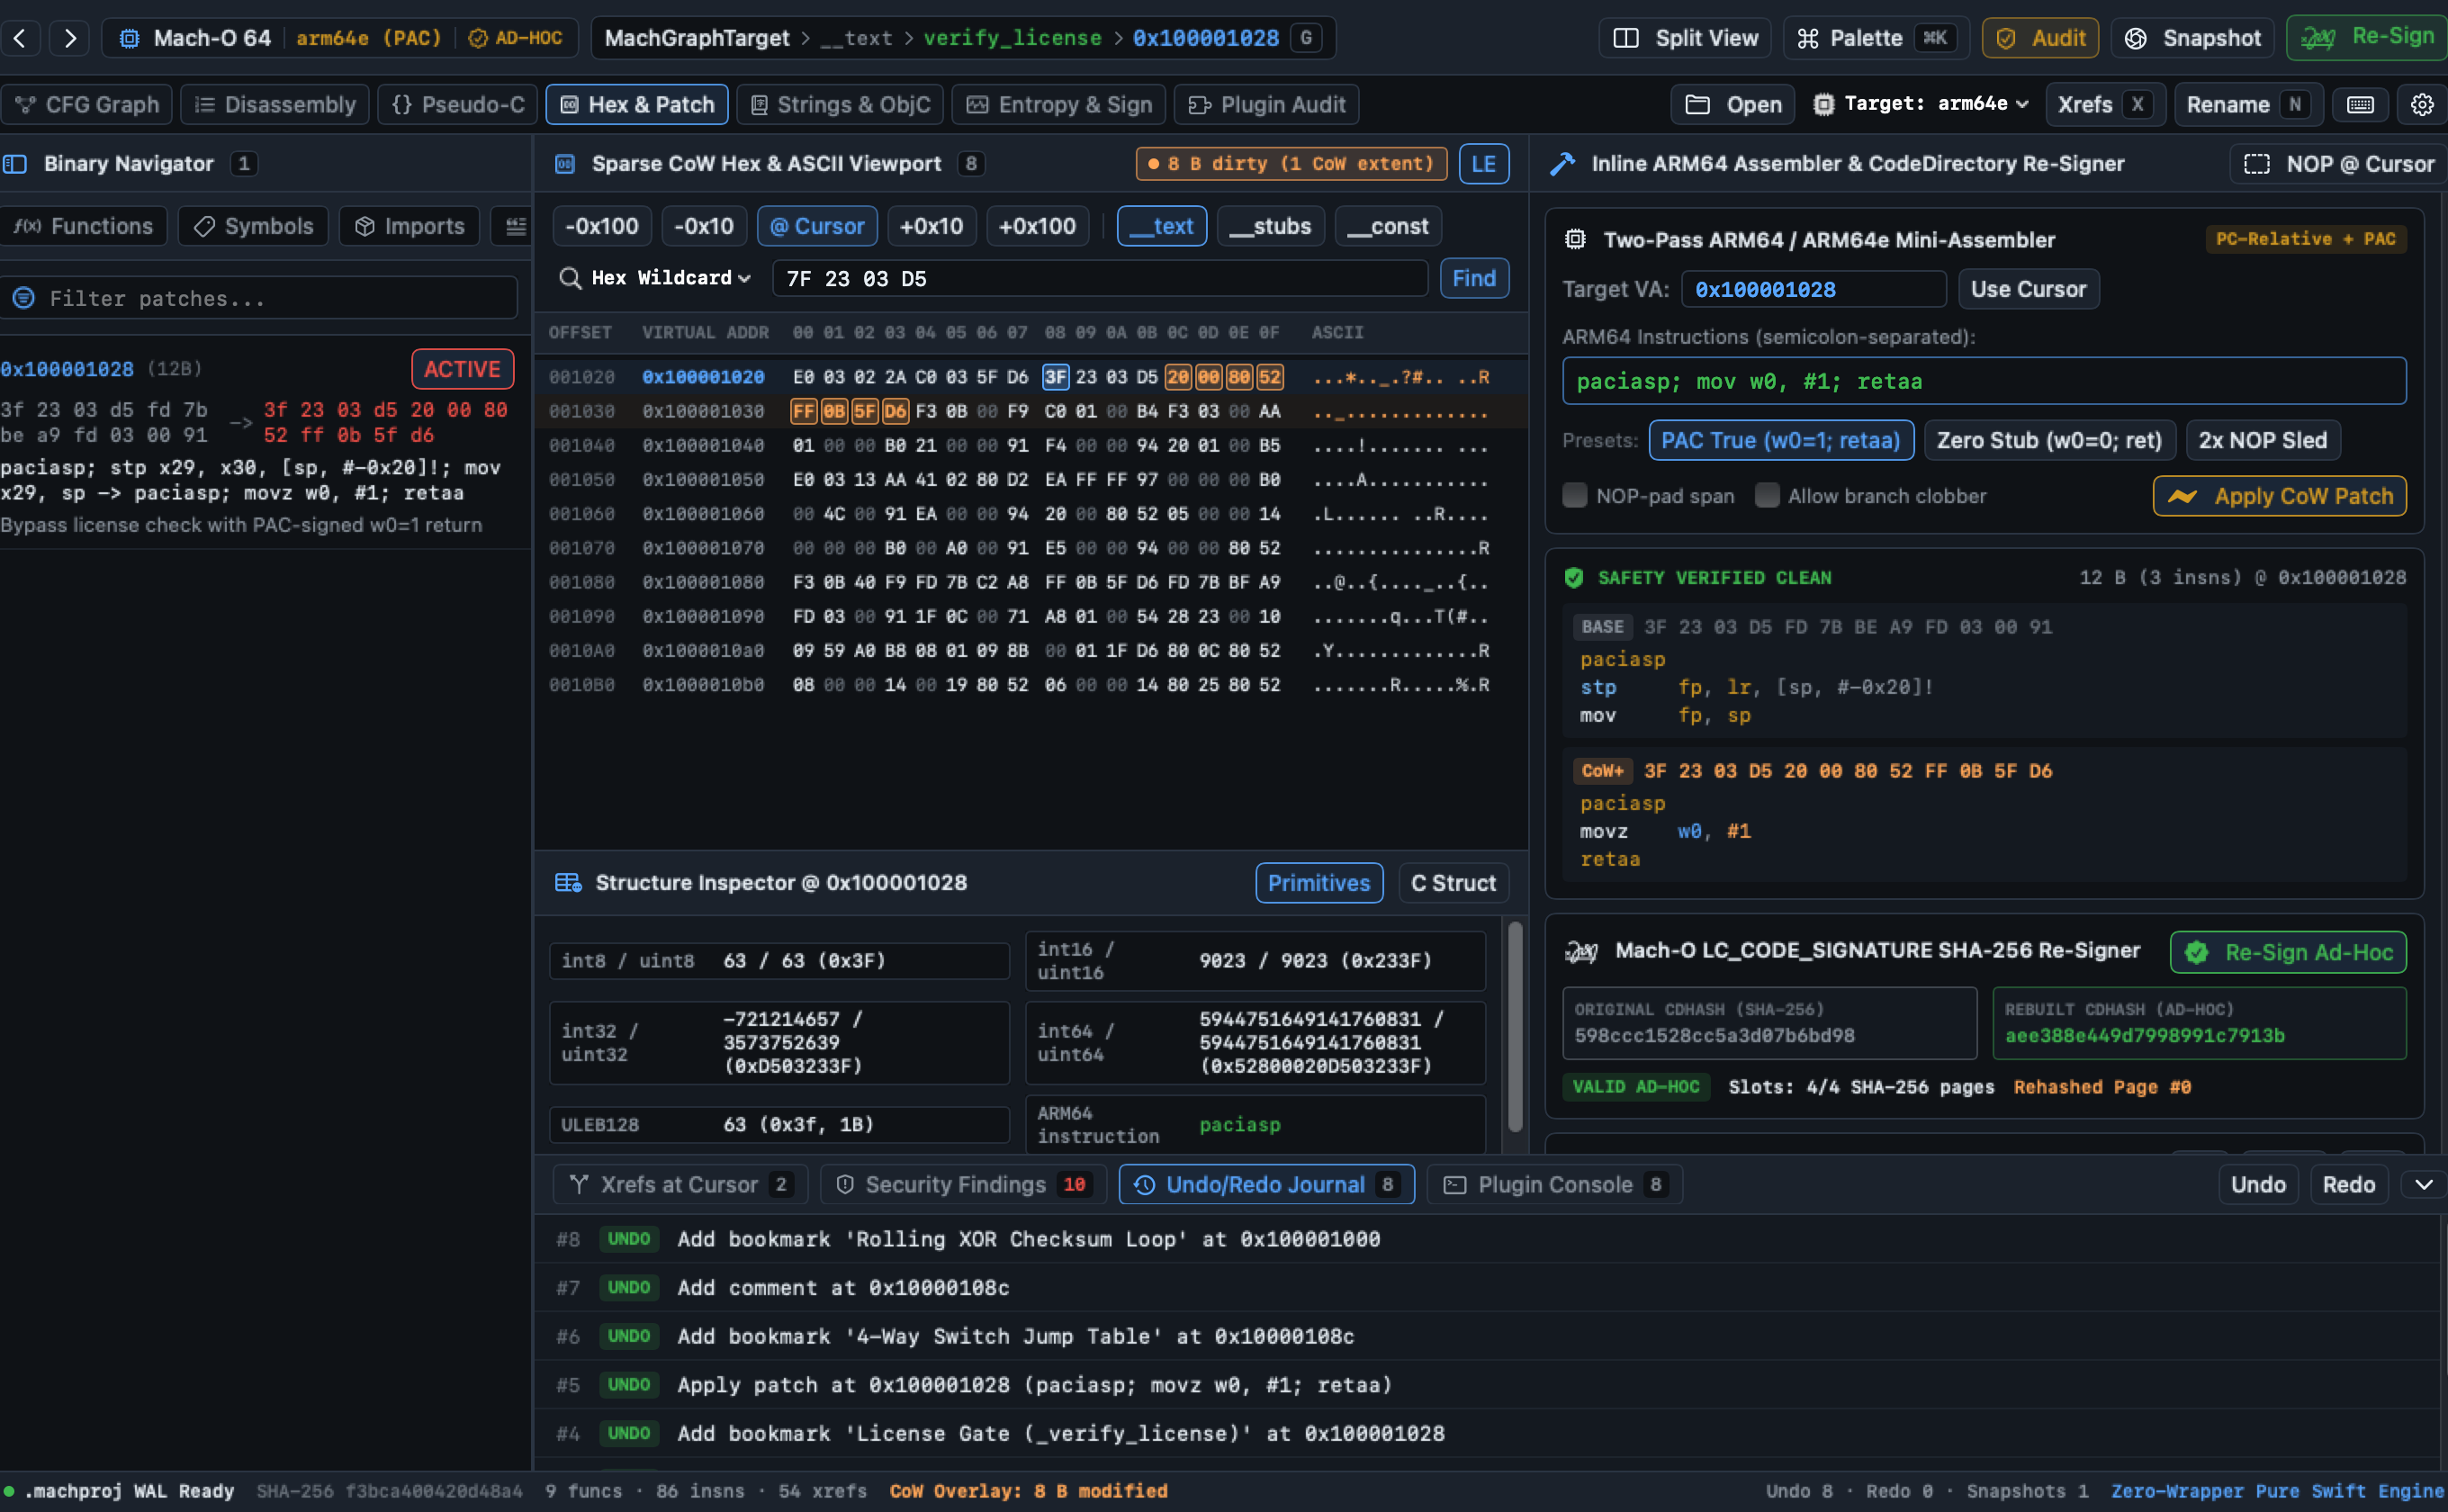 Mach-O 64 arm64e (PAC) AD-HOC MachGraphTarget > __text > verify_license > 0x100001028 G Split View Palette ⌘K Audit Snapshot Re-Sign
CFG Graph Disassembly {} Pseudo-C Hex & Patch Strings & ObjC Entropy & Sign Plugin Audit Open Target: arm64e Xrefs X Rename N
Binary Navigator 1
f(x) Functions Symbols Imports
Filter patches...
0x100001028 (12B) ACTIVE
3f 23 03 d5 fd 7b -> 3f 23 03 d5 20 00 80
be a9 fd 03 00 91 52 ff 0b 5f d6
paciasp; stp x29, x30, [sp, #-0x20]!; mov
x29, sp -> paciasp; movz w0, #1; retaa
Bypass license check with PAC-signed w0=1 return
Sparse CoW Hex & ASCII Viewport 8 8 B dirty (1 CoW extent) LE
-0x100 -0x10 @ Cursor +0x10 +0x100 __text __stubs __const
Hex Wildcard 7F 23 03 D5 Find
OFFSET VIRTUAL ADDR 00 01 02 03 04 05 06 07 08 09 0A 0B 0C 0D 0E 0F ASCII
001020 0x100001020 E0 03 02 2A C0 03 5F D6 3F 23 03 D5 20 00 80 52 ...*.._.?#.. ..R
001030 0x100001030 FF 0B 5F D6 F3 0B 00 F9 C0 01 00 B4 F3 03 00 AA .._.............
001040 0x100001040 01 00 00 B0 21 00 00 91 F4 00 00 94 20 01 00 B5 ....!....... ...
001050 0x100001050 E0 03 13 AA 41 02 80 D2 EA FF FF 97 00 00 00 B0 ....A...........
001060 0x100001060 00 4C 00 91 EA 00 00 94 20 00 80 52 05 00 00 14 .L...... ..R....
001070 0x100001070 00 00 00 B0 00 A0 00 91 E5 00 00 94 00 00 80 52 ...............R
001080 0x100001080 F3 0B 40 F9 FD 7B C2 A8 FF 0B 5F D6 FD 7B BF A9 ..@..{...._..{..
001090 0x100001090 FD 03 00 91 1F 0C 00 71 A8 01 00 54 28 23 00 10 .......q...T(#..
0010A0 0x1000010a0 09 59 A0 B8 08 01 09 8B 00 01 1F D6 80 0C 80 52 .Y.............R
0010B0 0x1000010b0 08 00 00 14 00 19 80 52 06 00 00 14 80 25 80 52 .......R.....%.R
Structure Inspector @ 0x100001028 Primitives C Struct
int8 / uint8 63 / 63 (0x3F)
int16 / uint16 9023 / 9023 (0x233F)
int32 / uint32 -721214657 / 3573752639 (0xD503233F)
int64 / uint64 5944751649141760831 / 5944751649141760831 (0x52800020D503233F)
ULEB128 63 (0x3f, 1B)
ARM64 instruction paciasp
Inline ARM64 Assembler & CodeDirectory Re-Signer NOP @ Cursor
Two-Pass ARM64 / ARM64e Mini-Assembler PC-Relative + PAC
Target VA: 0x100001028 Use Cursor
ARM64 Instructions (semicolon-separated):
paciasp; mov w0, #1; retaa
Presets: PAC True (w0=1; retaa) Zero Stub (w0=0; ret) 2x NOP Sled
NOP-pad span Allow branch clobber Apply CoW Patch
SAFETY VERIFIED CLEAN 12 B (3 insns) @ 0x100001028
BASE 3F 23 03 D5 FD 7B BE A9 FD 03 00 91
paciasp
stp fp, lr, [sp, #-0x20]!
mov fp, sp
CoW+ 3F 23 03 D5 20 00 80 52 FF 0B 5F D6
paciasp
movz w0, #1
retaa
Mach-O LC_CODE_SIGNATURE SHA-256 Re-Signer Re-Sign Ad-Hoc
ORIGINAL CDHASH (SHA-256)
598ccc1528cc5a3d07b6bd98
REBUILT CDHASH (AD-HOC)
aee388e449d7998991c7913b
VALID AD-HOC Slots: 4/4 SHA-256 pages Rehashed Page #0
Xrefs at Cursor 2 Security Findings 10 Undo/Redo Journal 8 Plugin Console 8 Undo Redo
#8 UNDO Add bookmark 'Rolling XOR Checksum Loop' at 0x100001000
#7 UNDO Add comment at 0x10000108c
#6 UNDO Add bookmark '4-Way Switch Jump Table' at 0x10000108c
#5 UNDO Apply patch at 0x100001028 (paciasp; movz w0, #1; retaa)
#4 UNDO Add bookmark 'License Gate (_verify_license)' at 0x100001028
.machproj WAL Ready SHA-256 f3bca400420d48a4 9 funcs · 86 insns · 54 xrefs CoW Overlay: 8 B modified Undo 8 · Redo 0 · Snapshots 1 Zero-Wrapper Pure Swift Engine